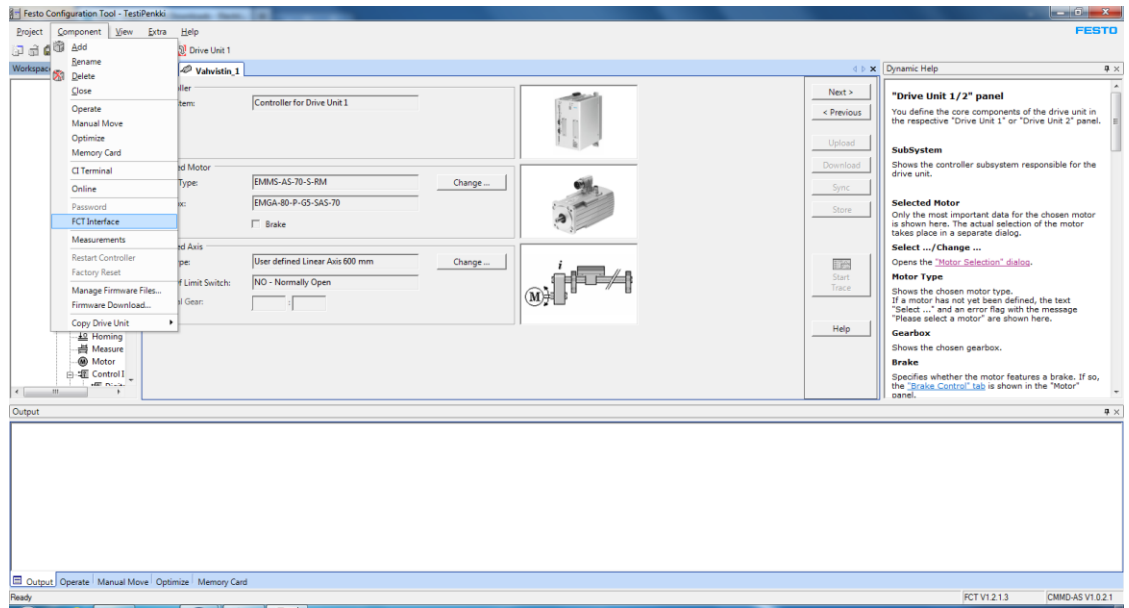 Festo Configuration Tool - TestiPenkki
Project Component View Extra Help
FESTO
Drive Unit 1
Add
Rename
Delete
Close
Operate
Manual Move
Optimize
Memory Card
CI Terminal
Online
Password
FCT Interface
Measurements
Restart Controller
Factory Reset
Manage Firmware Files...
Firmware Download...
Copy Drive Unit
Homing
Measure
Motor
Control I
Vahvistin_1
Controller for Drive Unit 1
ed Motor
Type:
EMMS-AS-70-S-RM
Change ...
EMGA-80-P-G5-SAS-70
Brake
ed Axis
User defined Linear Axis 600 mm
Change ...
f Limit Switch:
NO - Normally Open
al Gear:
:
i
M
Next >
< Previous
Upload
Download
Sync
Store
Start
Trace
Help
Dynamic Help
"Drive Unit 1/2" panel
You define the core components of the drive unit in
the respective "Drive Unit 1" or "Drive Unit 2" panel.
SubSystem
Shows the controller subsystem responsible for the
drive unit.
Selected Motor
Only the most important data for the chosen motor
is shown here. The actual selection of the motor
takes place in a separate dialog.
Select .../Change ...
Opens the "Motor Selection" dialog.
Motor Type
Shows the chosen motor type.
If a motor has not yet been defined, the text
"Select ..." and an error flag with the message
"Please select a motor" are shown here.
Gearbox
Shows the chosen gearbox.
Brake
Specifies whether the motor features a brake. If so,
the "Brake Control" tab is shown in the "Motor"
panel.
Output
Output Operate Manual Move Optimize Memory Card
Ready
FCT V1.2.1.3
CMMD-AS V1.0.2.1